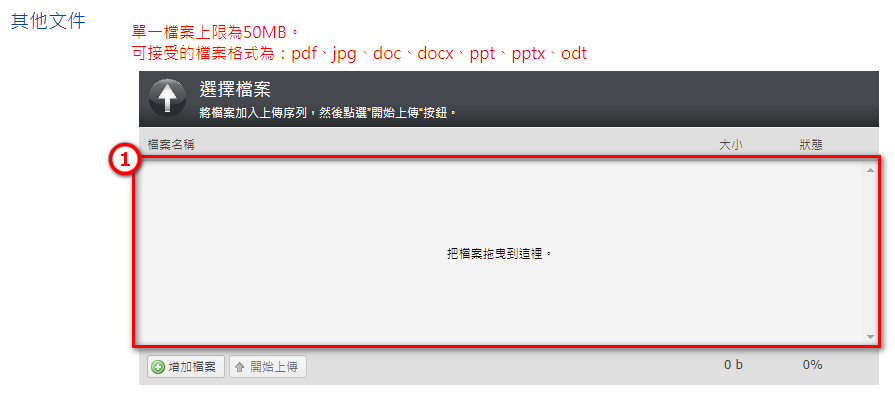 其他文件
單一檔案上限為50MB。
可接受的檔案格式為：pdf、jpg、doc、docx、ppt、pptx、odt
選擇檔案
將檔案加入上傳序列，然後點選"開始上傳"按鈕。
檔案名稱 大小 狀態
1
把檔案拖曳到這裡。
增加檔案 開始上傳 0 b 0%